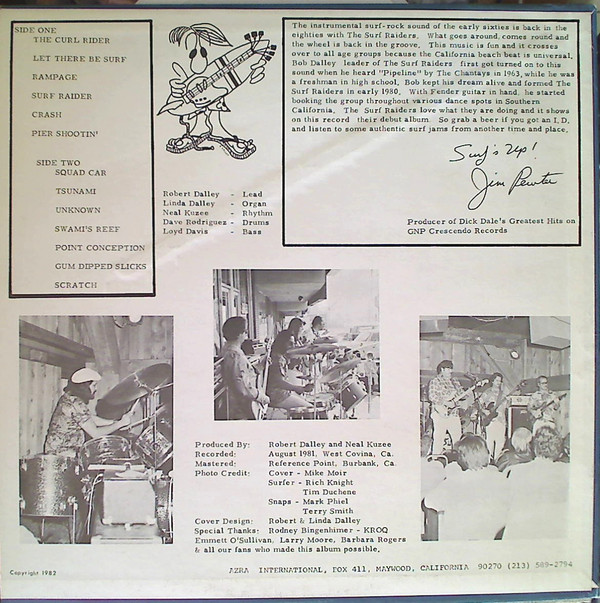 SIDE ONE
THE CURL RIDER
LET THERE BE SURF
RAMPAGE
SURF RAIDER
CRASH
PIER SHOOTIN'
SIDE TWO
SQUAD CAR
TSUNAMI
UNKNOWN
SWAMI'S REEF
POINT CONCEPTION
GUM DIPPED SLICKS
SCRATCH
Robert Dalley - Lead
Linda Dalley - Organ
Neal Kuzee - Rhythm
Dave Rodriguez - Drums
Loyd Davis - Bass
The instrumental surf-rock sound of the early sixties is back in the
eighties with The Surf Raiders. What goes around, comes round and
the wheel is back in the groove. This music is fun and it crosses
over to all age groups because the California beach beat is universal.
Bob Dalley leader of The Surf Raiders first got turned on to this
sound when he heard "Pipeline" by The Chantays in 1963, while he was
a freshman in high school. Bob kept his dream alive and formed The
Surf Raiders in early 1980. With Fender guitar in hand, he started
booking the group throughout various dance spots in Southern
California. The Surf Raiders love what they are doing and it shows
on this record their debut album. So grab a beer if you got an I.D.
and listen to some authentic surf jams from another time and place.
Surf's Up!
Jim Pewter
Producer of Dick Dale's Greatest Hits on
GNP Crescendo Records
Produced By: Robert Dalley and Neal Kuzee
Recorded: August 1981, West Covina, Ca.
Mastered: Reference Point, Burbank, Ca.
Photo Credit: Cover - Mike Moir
Surfer - Rich Knight
Tim Duchene
Snaps - Mark Phiel
Terry Smith
Cover Design: Robert & Linda Dalley
Special Thanks: Rodney Bingenhimer - KROQ
Emmett O'Sullivan, Larry Moore, Barbara Rogers
& all our fans who made this album possible.
Copyright 1982
AZRA INTERNATIONAL, BOX 411, MAYWOOD, CALIFORNIA 90270 (213) 589-2794